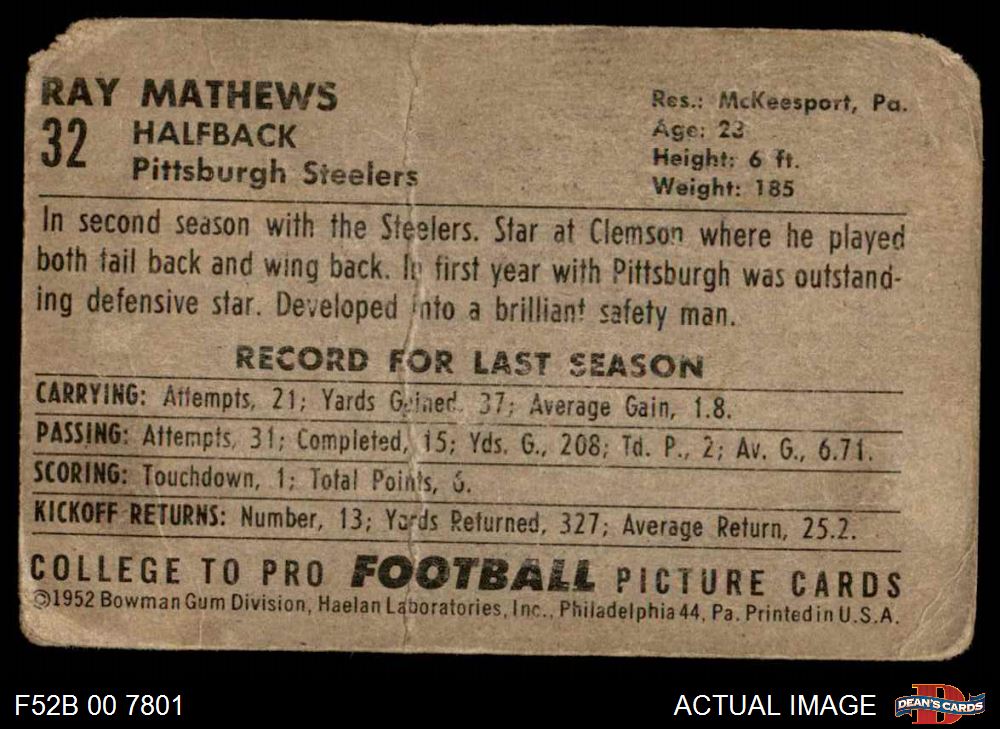 RAY MATHEWS
32 HALFBACK
Pittsburgh Steelers
Res.: McKeesport, Pa.
Age: 23
Height: 6 ft.
Weight: 185
In second season with the Steelers. Star at Clemson where he played
both tail back and wing back. In first year with Pittsburgh was outstand-
ing defensive star. Developed into a brilliant safety man.
RECORD FOR LAST SEASON
CARRYING: Attempts, 21; Yards Gained, 37; Average Gain, 1.8.
PASSING: Attempts, 31; Completed, 15; Yds. G., 208; Td. P., 2; Av. G., 6.71.
SCORING: Touchdown, 1; Total Points, 6.
KICKOFF RETURNS: Number, 13; Yards Returned, 327; Average Return, 25.2.
COLLEGE TO PRO FOOTBALL PICTURE CARDS
©1952 Bowman Gum Division, Haelan Laboratories, Inc., Philadelphia 44, Pa. Printed in U.S.A.
F52B 00 7801
ACTUAL IMAGE
D
DEAN'S CARDS